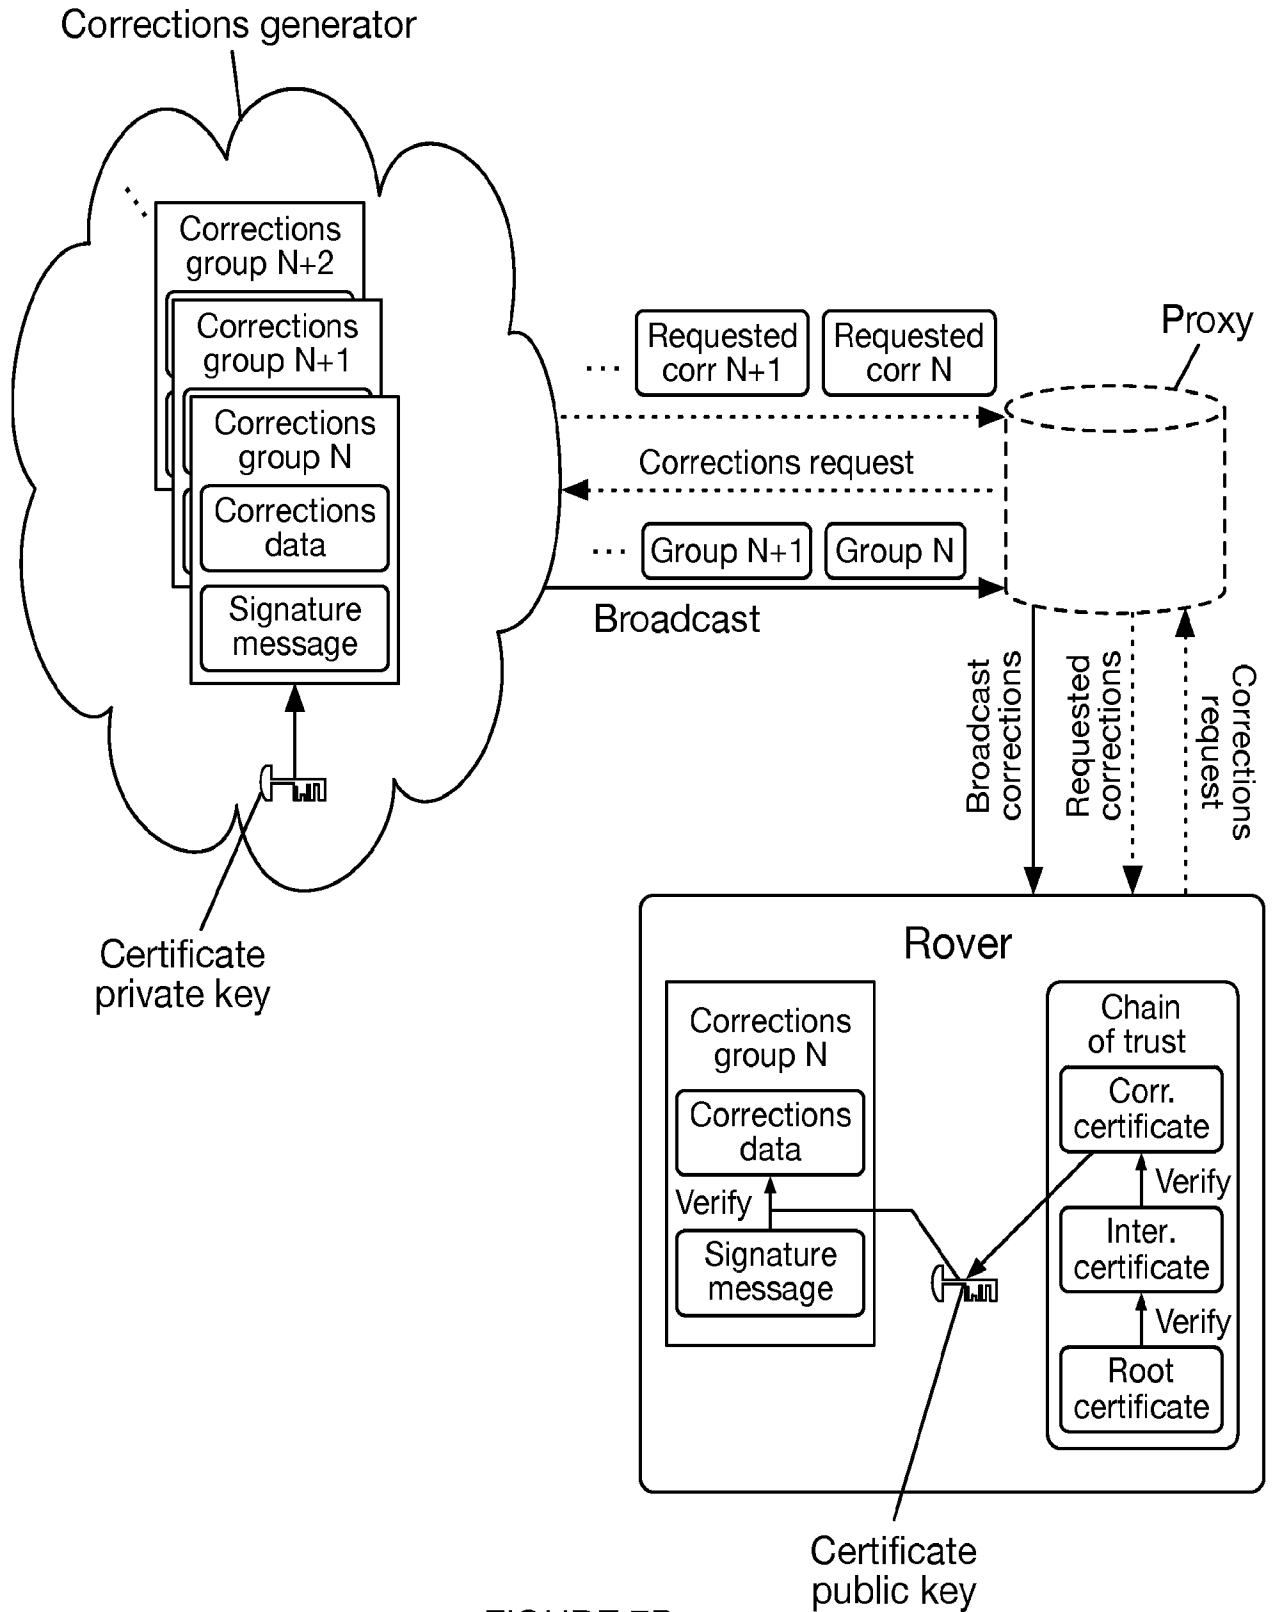 Corrections generator
Corrections
group N+2
Corrections
group N+1
Corrections
group N
Corrections
data
Signature
message
Certificate
private key
... Requested
corr N+1
Requested
corr N
Corrections request
... Group N+1
Group N
Broadcast
Proxy
Broadcast
corrections
Requested
corrections
Corrections
request
Rover
Corrections
group N
Corrections
data
Verify
Signature
message
Chain
of trust
Corr.
certificate
Verify
Inter.
certificate
Verify
Root
certificate
Certificate
public key